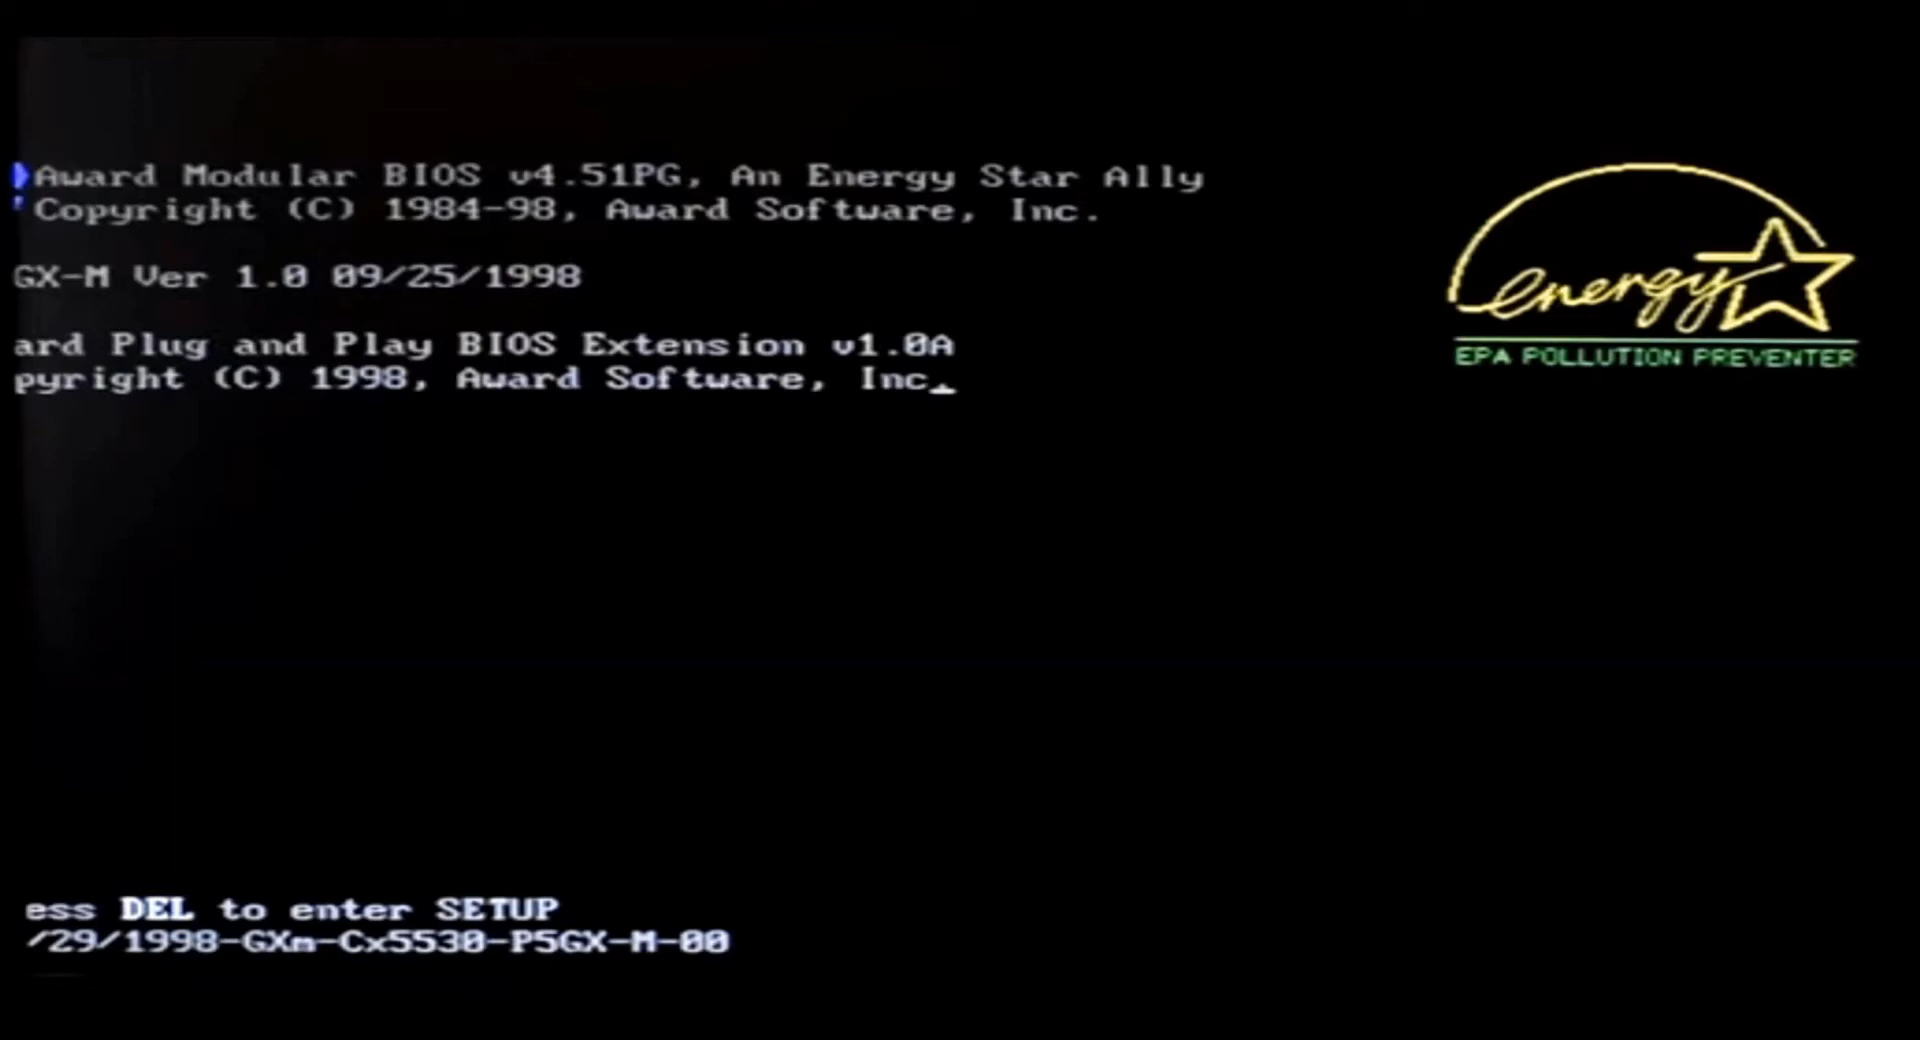 Award Modular BIOS v4.51PG, An Energy Star Ally
Copyright (C) 1984-98, Award Software, Inc.
GX-M Ver 1.0 09/25/1998
ard Plug and Play BIOS Extension v1.0A
pyright (C) 1998, Award Software, Inc.
energy
EPA POLLUTION PREVENTER
ess DEL to enter SETUP
/29/1998-GXm-Cx5530-P5GX-M-00